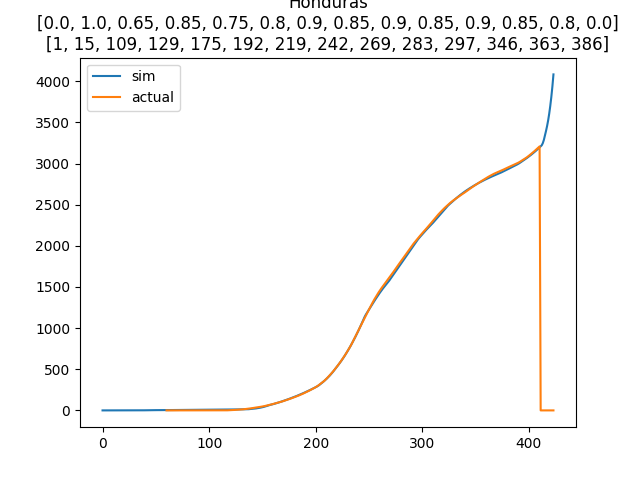 Honduras
[0.0, 1.0, 0.65, 0.85, 0.75, 0.8, 0.9, 0.85, 0.9, 0.85, 0.9, 0.85, 0.8, 0.0]
[1, 15, 109, 129, 175, 192, 219, 242, 269, 283, 297, 346, 363, 386]
sim
actual
4000
3500
3000
2500
2000
1500
1000
500
0
0 100 200 300 400